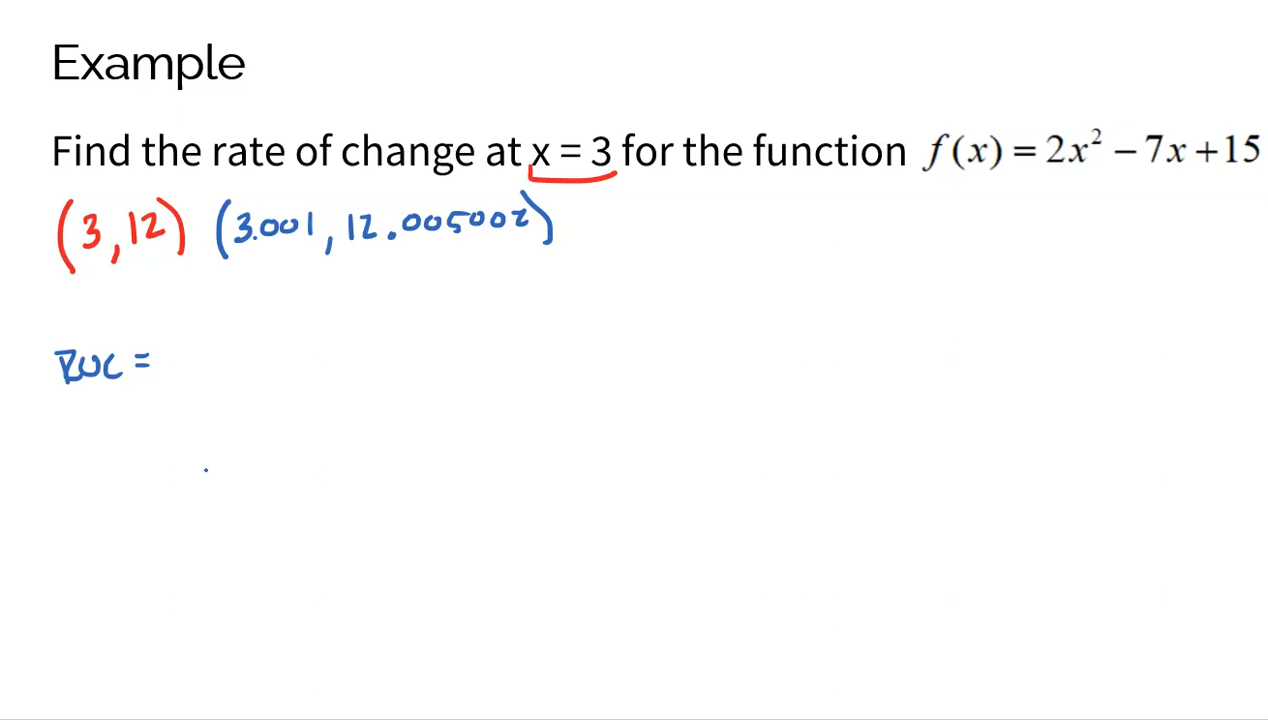 Example
Find the rate of change at x = 3 for the function f(x) = 2x² − 7x + 15
(3, 12) (3.001, 12.005002)
ROC =